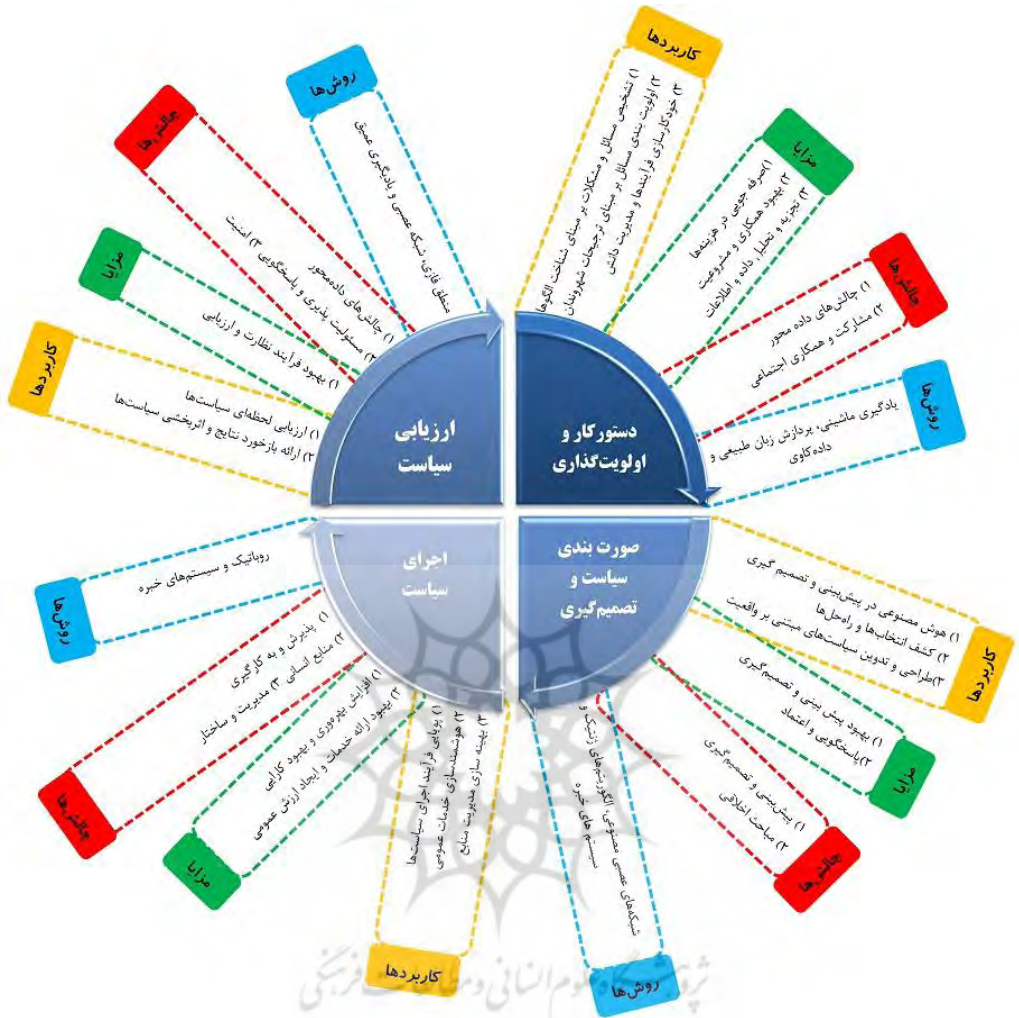 دستور کار و
اولویت‌گذاری
کاربردها
۱) تشخیص مسائل و مشکلات بر مبنای شناخت الگوها
۲) اولویت بندی مسائل بر مبنای ترجیحات شهروندان
۳) خودکارسازی فرآیندها و مدیریت دانش
مزایا
۱)صرفه جویی در هزینه‌ها
۲) بهبود همکاری و مشروعیت
۳) تجزیه و تحلیل داده و اطلاعات
چالش‌ها
۱) چالش‌های داده محور
۲) مشارکت و همکاری اجتماعی
روش‌ها
یادگیری ماشینی، پردازش زبان طبیعی و
داده‌کاوی
صورت بندی
سیاست و
تصمیم‌گیری
کاربردها
۱) هوش مصنوعی در پیش‌بینی و تصمیم گیری
۲) کشف انتخاب‌ها و راه‌حل‌ها
۳)طراحی و تدوین سیاست‌های مبتنی بر واقعیت
مزایا
۱) بهبود پیش بینی و تصمیم‌گیری
۲)پاسخگویی و اعتماد
چالش‌ها
۱) پیش‌بینی و تصمیم‌گیری
۲) مباحث اخلاقی
روش‌ها
شبکه‌های عصبی مصنوعی، الگوریتم‌های ژنتیک و
سیستم های خبره
اجرای
سیاست
کاربردها
۱) پویایی فرآیند اجرای سیاست‌ها
۲) هوشمندسازی خدمات عمومی
۳) بهینه سازی مدیریت منابع
مزایا
۱) افزایش بهره‌وری و بهبود کارایی
۲) بهبود ارائه خدمات و ایجاد ارزش عمومی
چالش‌ها
۱) پذیرش و به کارگیری
۲) منابع انسانی ۳) مدیریت و ساختار
روش‌ها
روباتیک و سیستم‌های خبره
ارزیابی
سیاست
کاربردها
۱) ارزیابی لحظه‌ای سیاست‌ها
۲) ارائه بازخورد نتایج و اثربخشی سیاست‌ها
مزایا
۱) بهبود فرآیند نظارت و ارزیابی
چالش‌ها
۱) چالش‌های داده‌محور
۲) مسئولیت پذیری و پاسخگویی ۳) امنیت
روش‌ها
منطق فازی، شبکه عصبی و یادگیری عمیق
پژوهشگاه علوم انسانی و مطالعات فرهنگی